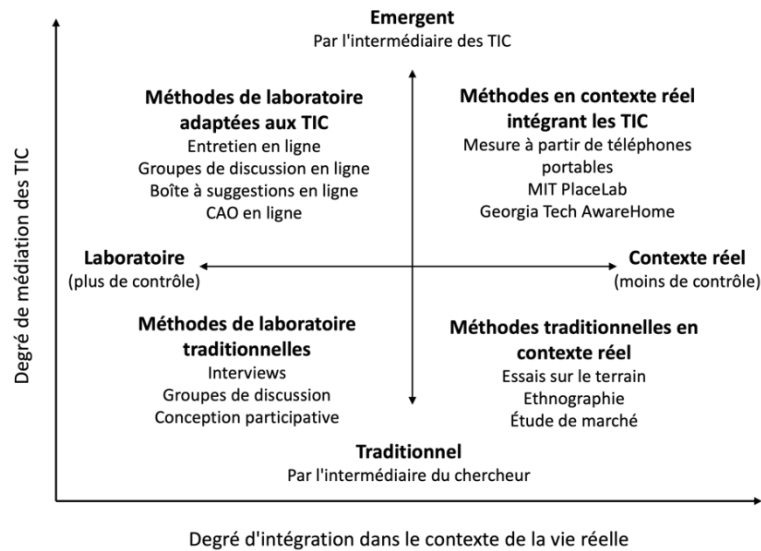 Emergent
Par l'intermédiaire des TIC
Méthodes de laboratoire
adaptées aux TIC
Entretien en ligne
Groupes de discussion en ligne
Boîte à suggestions en ligne
CAO en ligne
Méthodes en contexte réel
intégrant les TIC
Mesure à partir de téléphones
portables
MIT PlaceLab
Georgia Tech AwareHome
Degré de médiation des TIC
Laboratoire
(plus de contrôle)
Contexte réel
(moins de contrôle)
Méthodes de laboratoire
traditionnelles
Interviews
Groupes de discussion
Conception participative
Méthodes traditionnelles en
contexte réel
Essais sur le terrain
Ethnographie
Étude de marché
Traditionnel
Par l'intermédiaire du chercheur
Degré d'intégration dans le contexte de la vie réelle